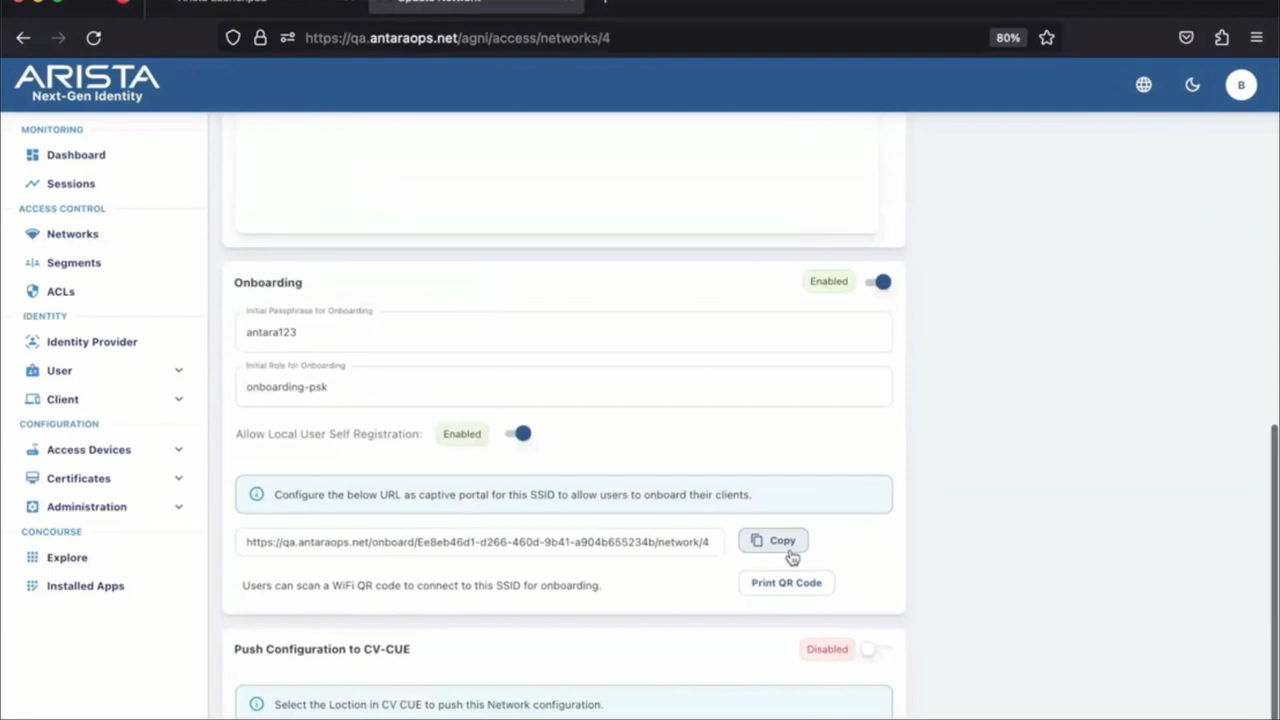 https://qa.antaraops.net/agni/access/networks/4
80%
ARISTA
Next-Gen Identity
B
MONITORING
Dashboard
Sessions
ACCESS CONTROL
Networks
Segments
ACLs
IDENTITY
Identity Provider
User
Client
CONFIGURATION
Access Devices
Certificates
Administration
CONCOURSE
Explore
Installed Apps
Onboarding
Enabled
Initial Passphrase for Onboarding
antara123
Initial Role for Onboarding
onboarding-psk
Allow Local User Self Registration: Enabled
Configure the below URL as captive portal for this SSID to allow users to onboard their clients.
https://qa.antaraops.net/onboard/Ee8eb46d1-d266-460d-9b41-a904b655234b/network/4
Copy
Users can scan a WiFi QR code to connect to this SSID for onboarding.
Print QR Code
Push Configuration to CV-CUE
Disabled
Select the Loction in CV CUE to push this Network configuration.